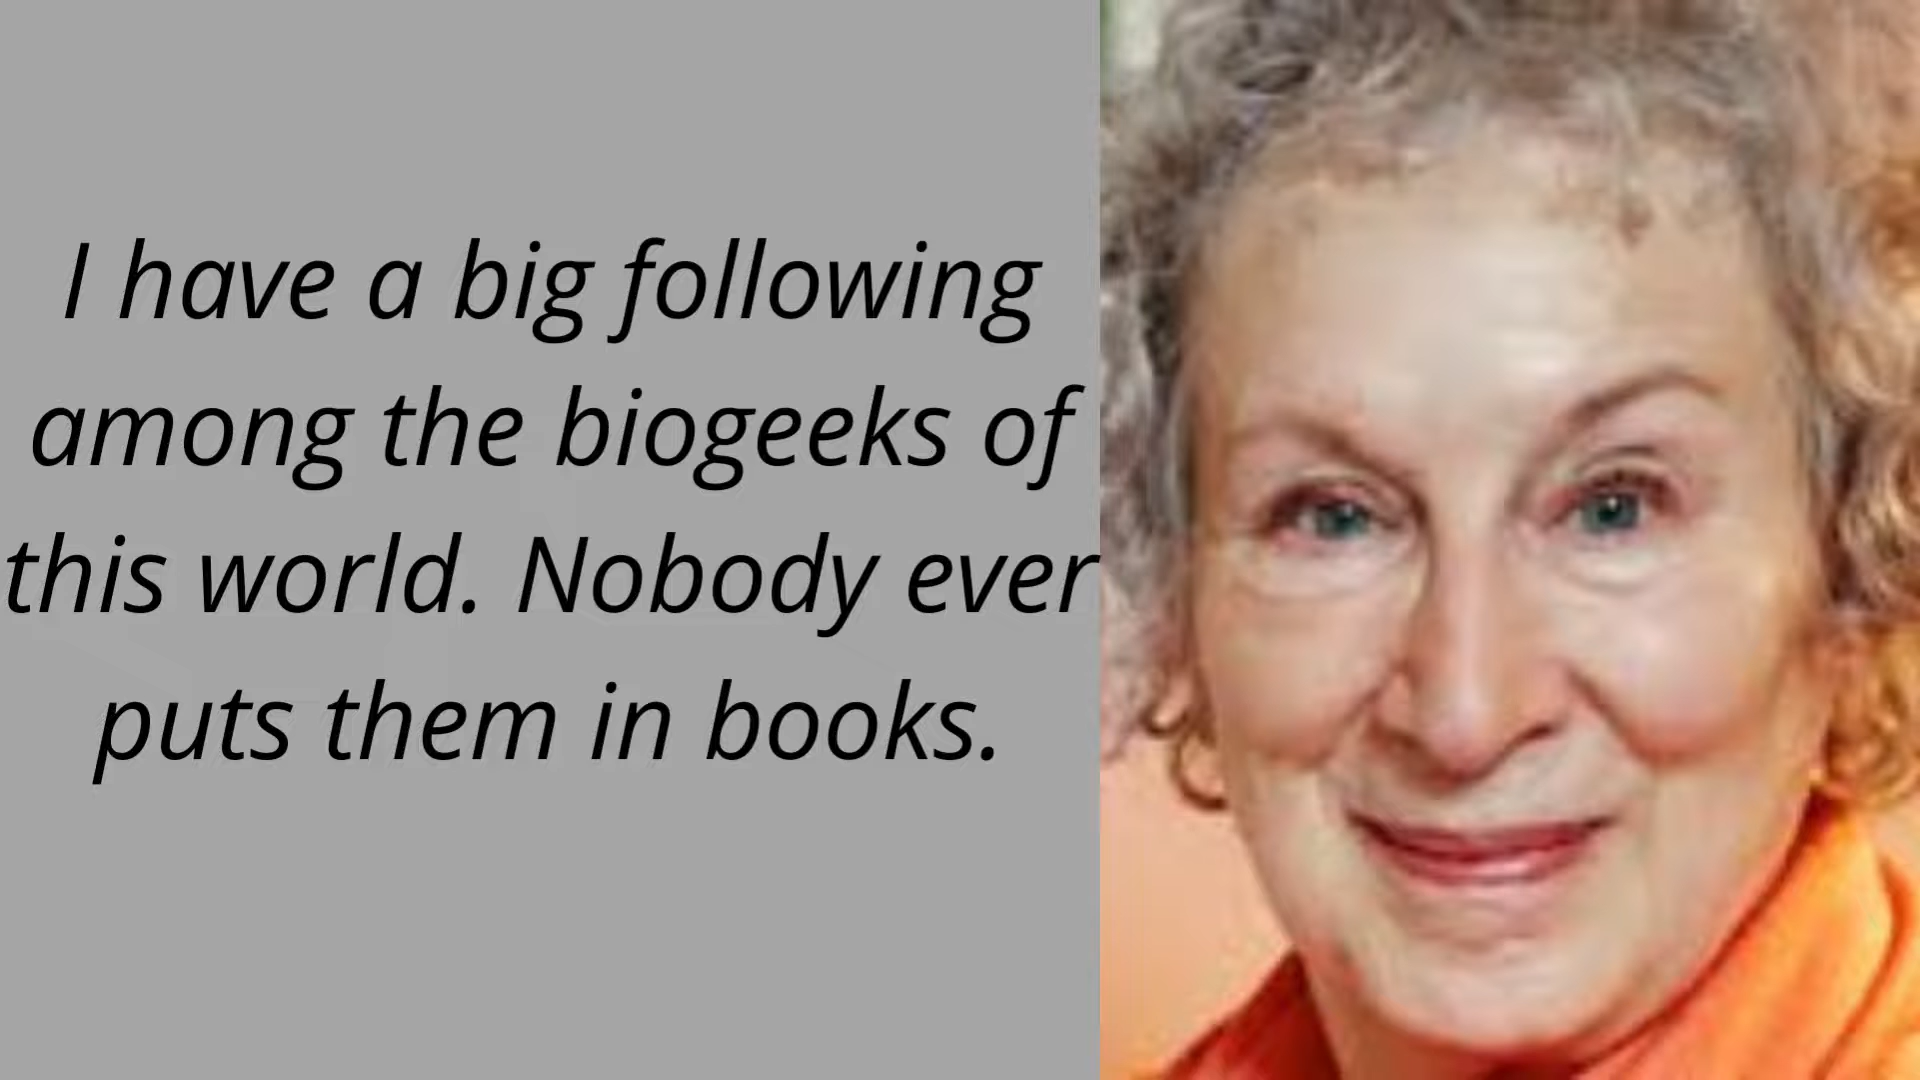 I have a big following
among the biogeeks of
this world. Nobody ever
puts them in books.